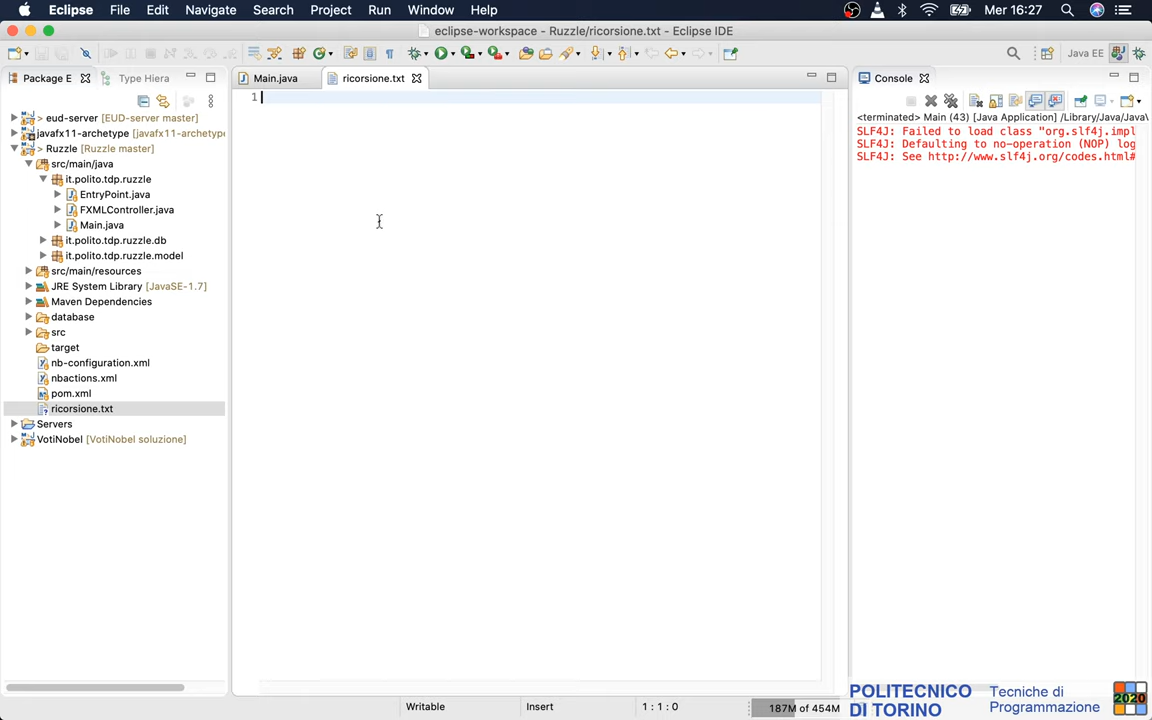 Eclipse File Edit Navigate Search Project Run Window Help Mer 16:27
eclipse-workspace - Ruzzle/ricorsione.txt - Eclipse IDE
Java EE
Package E Type Hiera
Main.java ricorsione.txt
Console
1
> eud-server [EUD-server master]
javafx11-archetype [javafx11-archetype
> Ruzzle [Ruzzle master]
src/main/java
it.polito.tdp.ruzzle
EntryPoint.java
FXMLController.java
Main.java
it.polito.tdp.ruzzle.db
it.polito.tdp.ruzzle.model
src/main/resources
JRE System Library [JavaSE-1.7]
Maven Dependencies
database
src
target
nb-configuration.xml
nbactions.xml
pom.xml
ricorsione.txt
Servers
VotiNobel [VotiNobel soluzione]
<terminated> Main (43) [Java Application] /Library/Java/Java\
SLF4J: Failed to load class "org.slf4j.impl
SLF4J: Defaulting to no-operation (NOP) log
SLF4J: See http://www.slf4j.org/codes.html#
Writable Insert 1 : 1 : 0 187M of 454M
POLITECNICO
DI TORINO
Tecniche di
Programmazione
2020